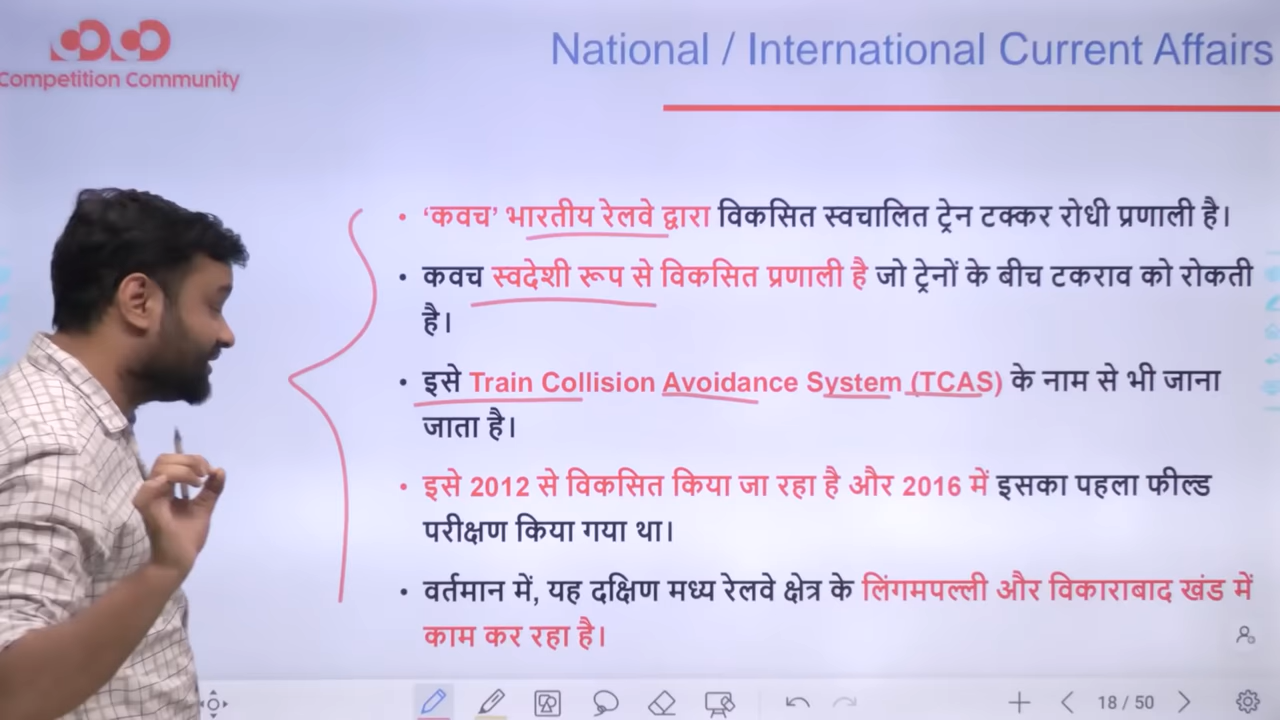 Competition Community
National / International Current Affairs
• ‘कवच’ भारतीय रेलवे द्वारा विकसित स्वचालित ट्रेन टक्कर रोधी प्रणाली है।
• कवच स्वदेशी रूप से विकसित प्रणाली है जो ट्रेनों के बीच टकराव को रोकती
है।
• इसे Train Collision Avoidance System (TCAS) के नाम से भी जाना
जाता है।
• इसे 2012 से विकसित किया जा रहा है और 2016 में इसका पहला फील्ड
परीक्षण किया गया था।
• वर्तमान में, यह दक्षिण मध्य रेलवे क्षेत्र के लिंगमपल्ली और विकाराबाद खंड में
काम कर रहा है।
18 / 50